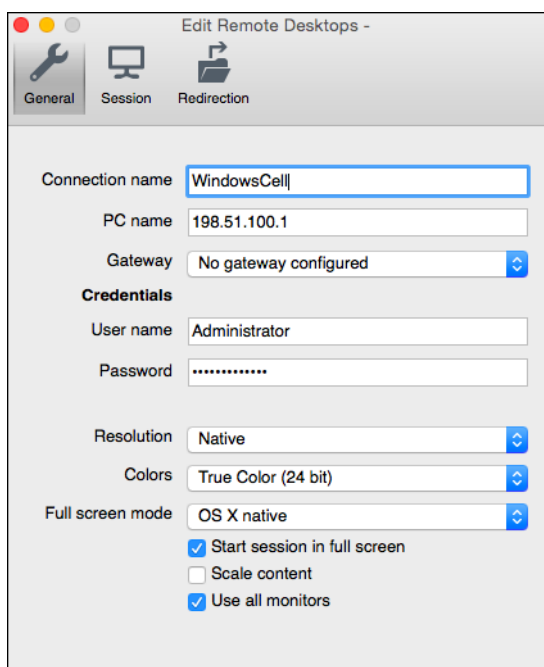 Edit Remote Desktops -
General Session Redirection
Connection name WindowsCell
PC name 198.51.100.1
Gateway No gateway configured
Credentials
User name Administrator
Password •••••••••••••
Resolution Native
Colors True Color (24 bit)
Full screen mode OS X native
Start session in full screen
Scale content
Use all monitors